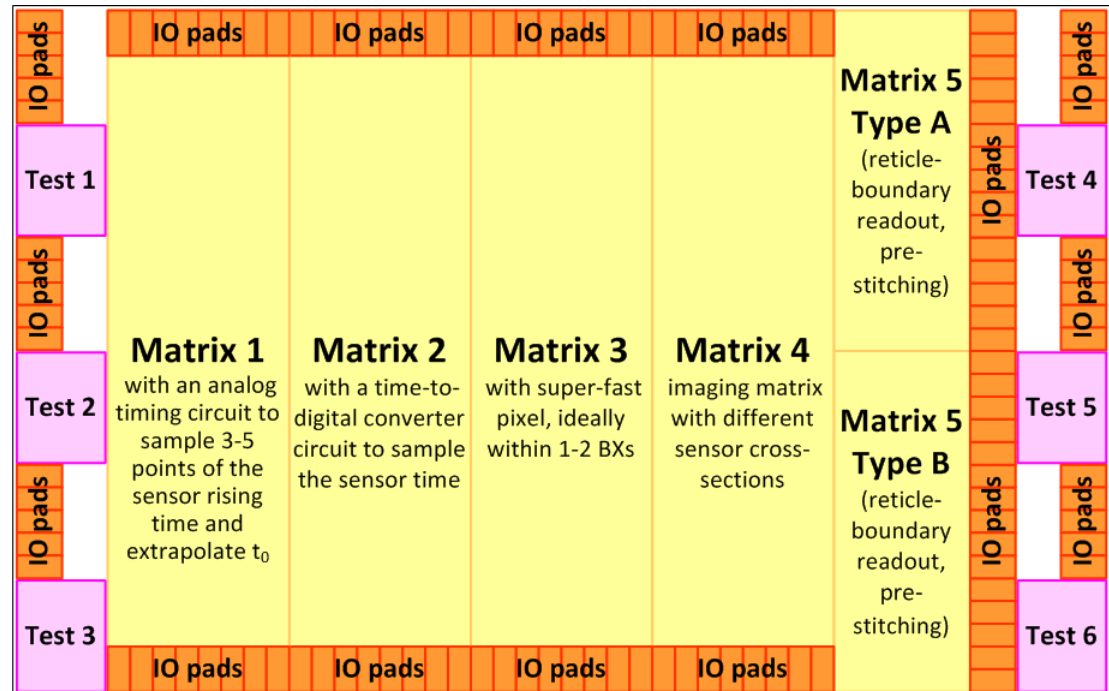 IO pads
IO pads
IO pads
IO pads
IO pads
IO pads
Test 1
IO pads
Test 2
IO pads
Test 3
Matrix 1
with an analog
timing circuit to
sample 3-5
points of the
sensor rising
time and
extrapolate t₀
Matrix 2
with a time-to-
digital converter
circuit to sample
the sensor time
Matrix 3
with super-fast
pixel, ideally
within 1-2 BXs
Matrix 4
imaging matrix
with different
sensor cross-
sections
Matrix 5
Type A
(reticle-
boundary
readout,
pre-
stitching)
Matrix 5
Type B
(reticle-
boundary
readout,
pre-
stitching)
IO pads
IO pads
Test 4
IO pads
Test 5
IO pads
Test 6
IO pads
IO pads
IO pads
IO pads